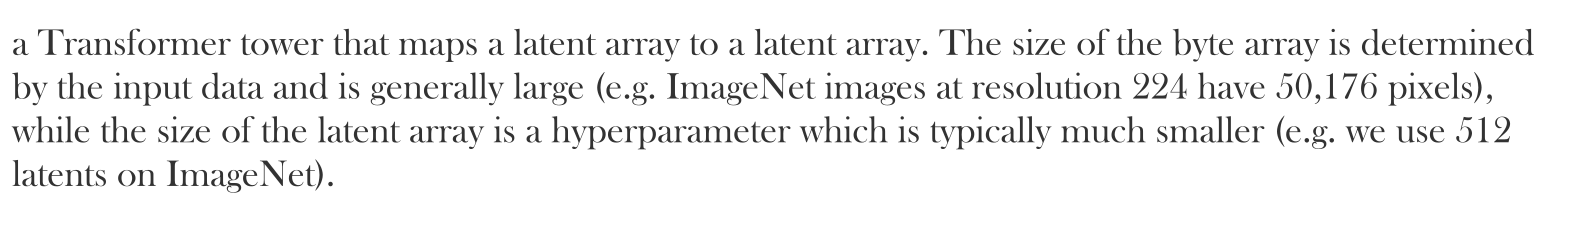 a Transformer tower that maps a latent array to a latent array. The size of the byte array is determined
by the input data and is generally large (e.g. ImageNet images at resolution 224 have 50,176 pixels),
while the size of the latent array is a hyperparameter which is typically much smaller (e.g. we use 512
latents on ImageNet).